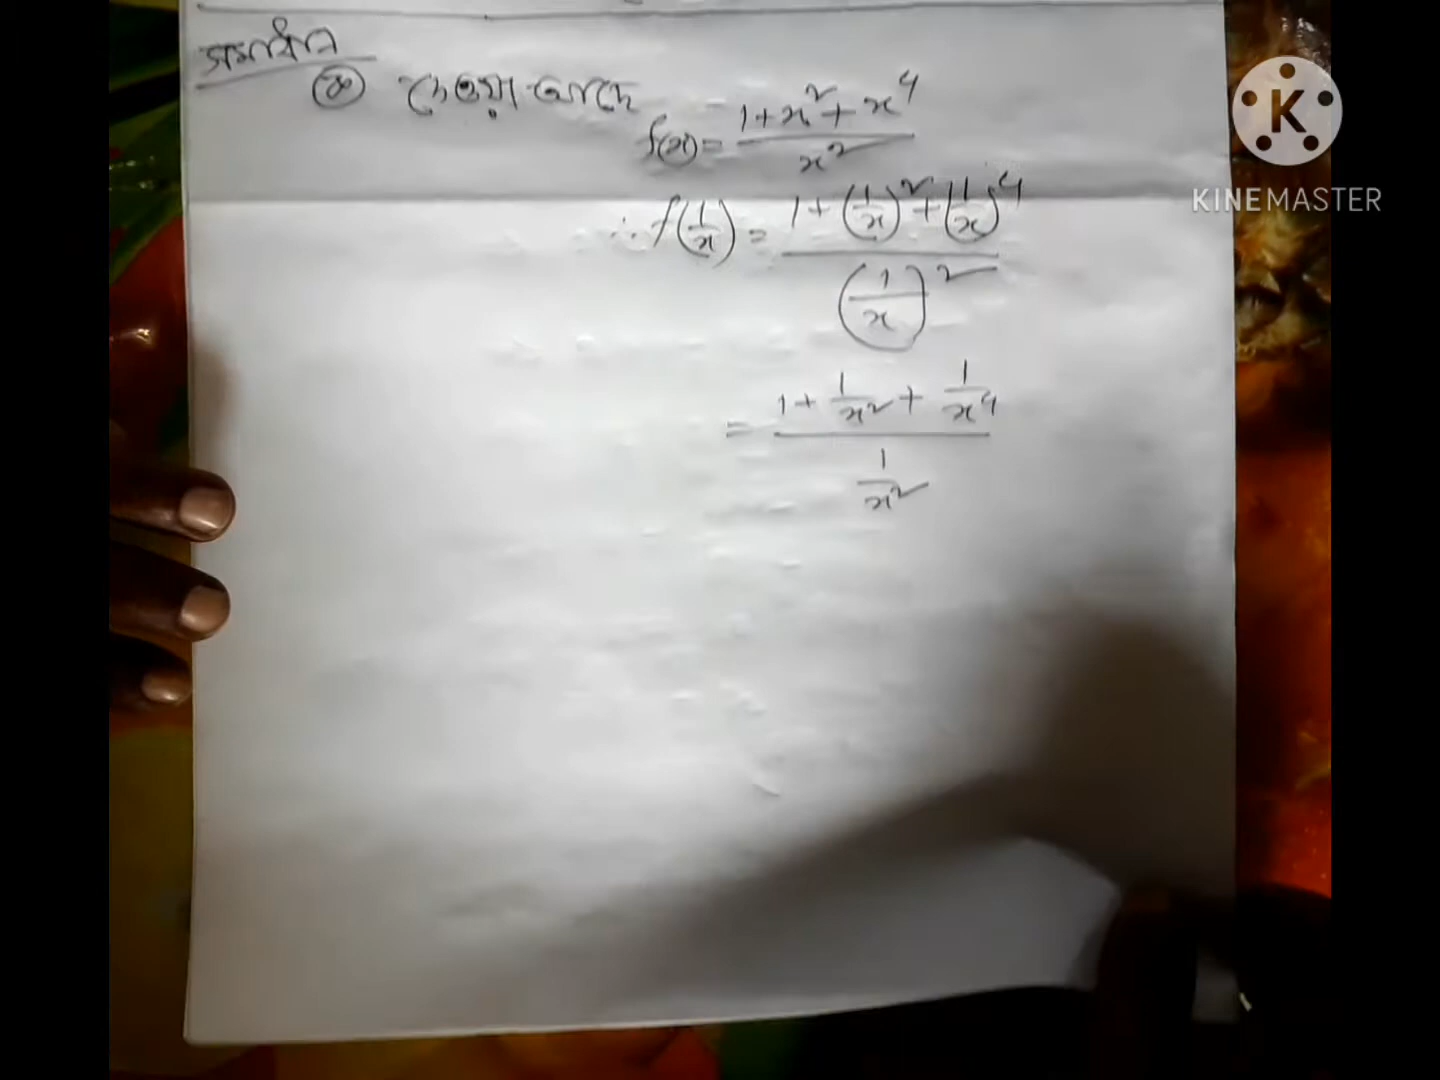 সমাধান
ⓚ দেওয়া আছে
f(x) = (1+x²+x⁴)/x²
∴ f(1/x) = (1+(1/x)²+(1/x)⁴)/(1/x)²
= (1+1/x²+1/x⁴)/(1/x²)
K
KINEMASTER